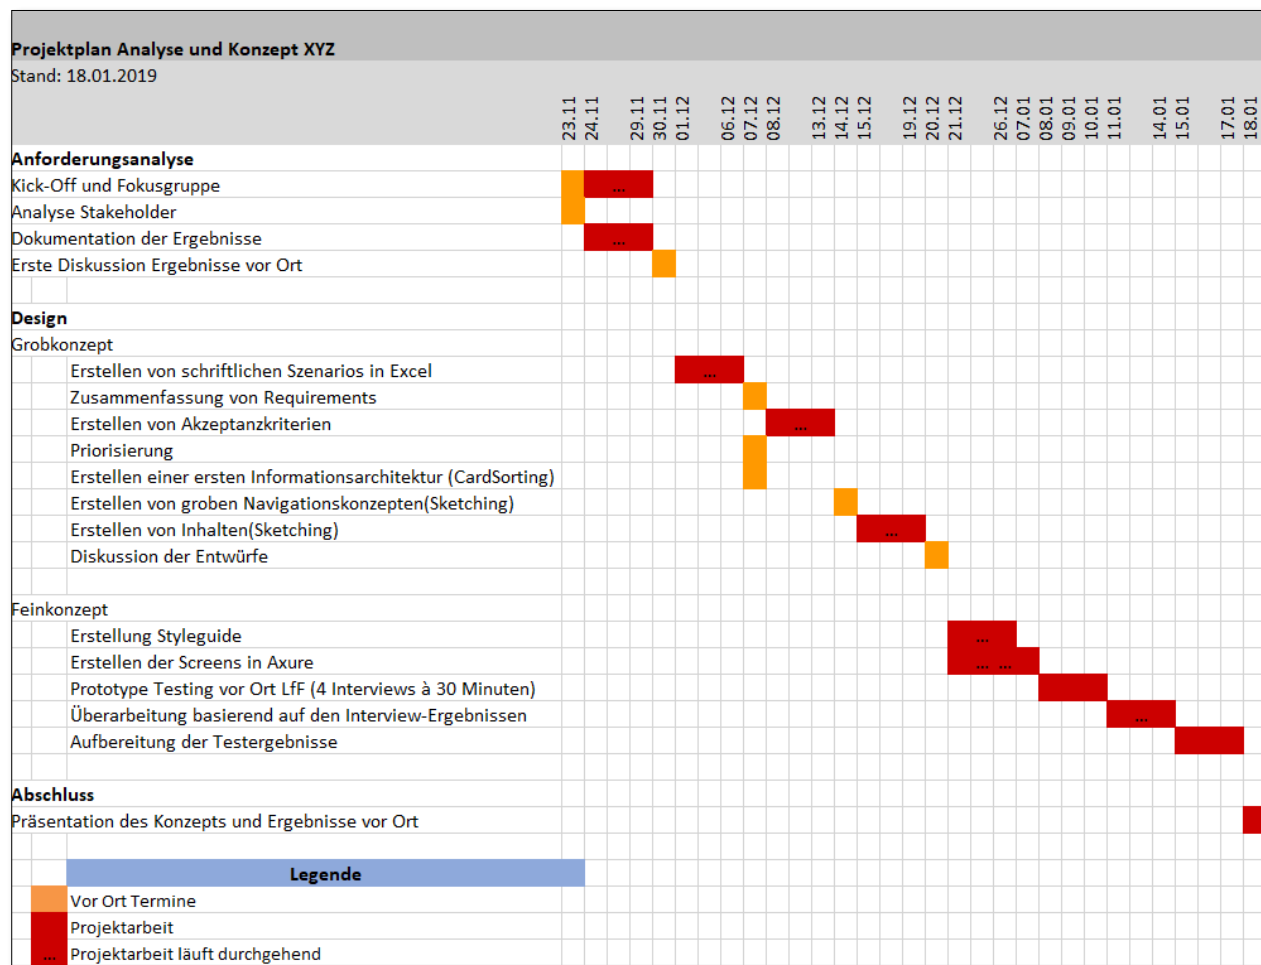 Projektplan Analyse und Konzept XYZ
Stand: 18.01.2019
23.11 24.11 29.11 30.11 01.12 06.12 07.12 08.12 13.12 14.12 15.12 19.12 20.12 21.12 26.12 07.01 08.01 09.01 10.01 11.01 14.01 15.01 17.01 18.01
Anforderungsanalyse
Kick-Off und Fokusgruppe ...
Analyse Stakeholder
Dokumentation der Ergebnisse ...
Erste Diskussion Ergebnisse vor Ort
Design
Grobkonzept
Erstellen von schriftlichen Szenarios in Excel ...
Zusammenfassung von Requirements
Erstellen von Akzeptanzkriterien ...
Priorisierung
Erstellen einer ersten Informationsarchitektur (CardSorting)
Erstellen von groben Navigationskonzepten(Sketching)
Erstellen von Inhalten(Sketching) ...
Diskussion der Entwürfe
Feinkonzept
Erstellung Styleguide ...
Erstellen der Screens in Axure ... ...
Prototype Testing vor Ort LfF (4 Interviews à 30 Minuten)
Überarbeitung basierend auf den Interview-Ergebnissen ...
Aufbereitung der Testergebnisse
Abschluss
Präsentation des Konzepts und Ergebnisse vor Ort
Legende
Vor Ort Termine
Projektarbeit
... Projektarbeit läuft durchgehend